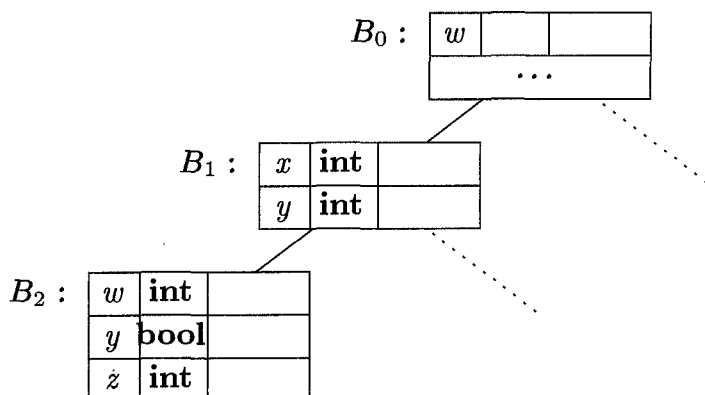 B₀ : w
...
B₁ : x int
y int
B₂ : w int
y bool
z int